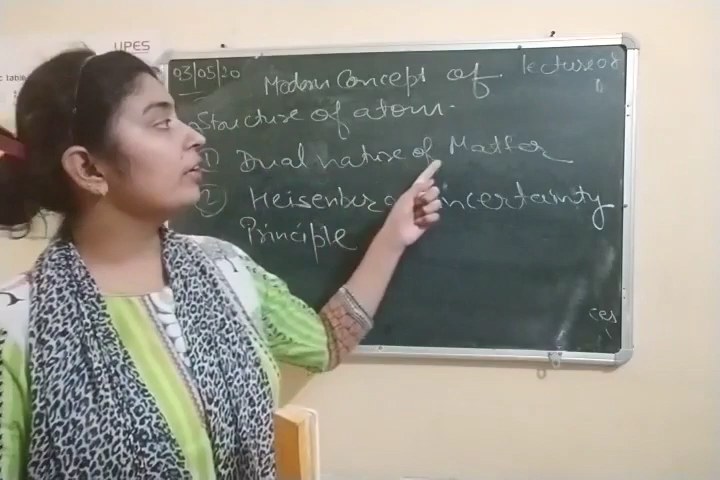 UPES
c table
03/05/20
lecture 08
Modern Concept of
Structure of atom.
1 Dual nature of Matter
2 Heisenberg uncertainty
Principle